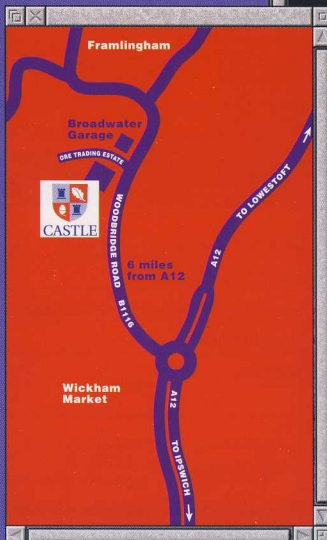 Framlingham
Broadwater
Garage
ORE TRADING ESTATE
CASTLE
WOODBRIDGE ROAD
B1116
6 miles
from A12
A12
TO LOWESTOFT
Wickham
Market
A12
TO IPSWICH